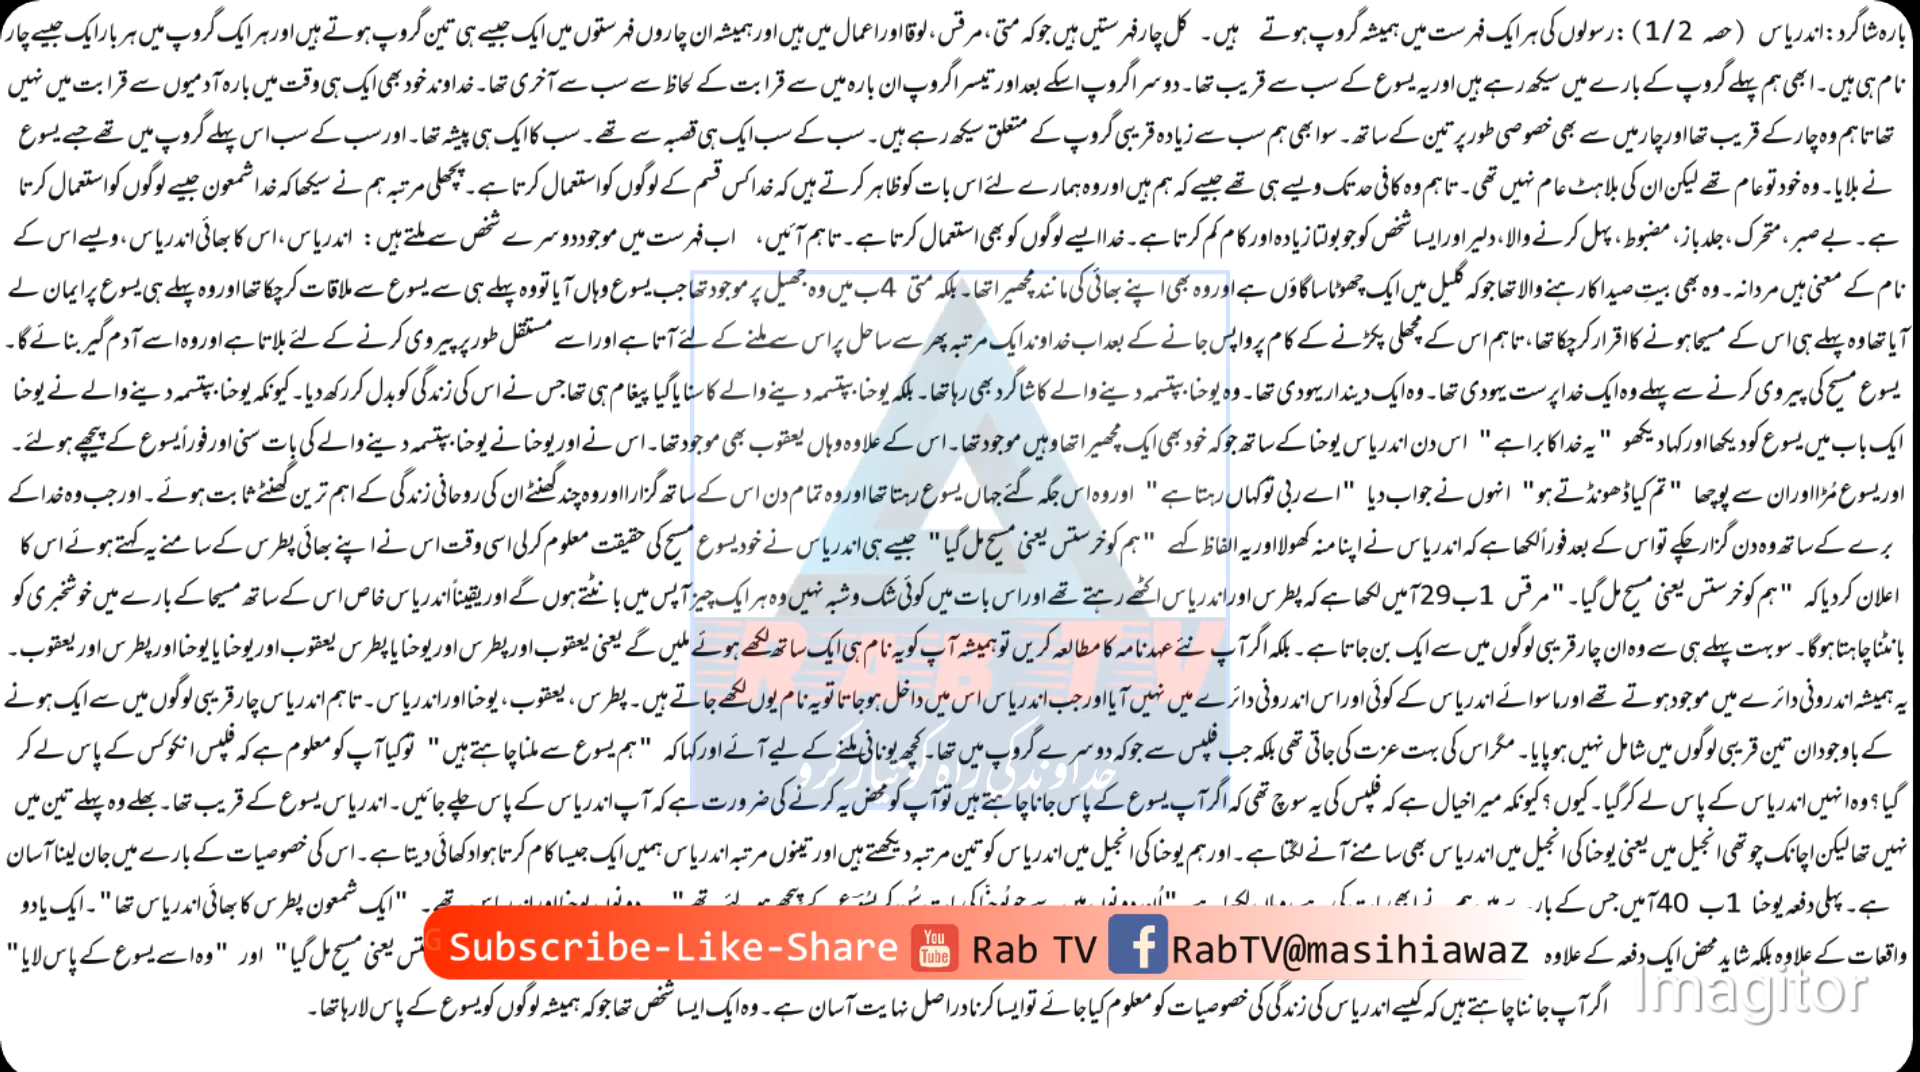 بارہ شاگرد: اندریاس (حصہ 1/2): رسولوں کی ہر ایک فہرست میں ہمیشہ گروپ ہوتے ہیں۔ کل چار فہرستیں ہیں جو کہ متی، مرقس، لوقا اور اعمال میں ہیں اور ہمیشہ ان چاروں فہرستوں میں ایک جیسے ہی تین گروپ ہوتے ہیں اور ہر ایک گروپ میں ہر بار ایک جیسے چار
نام ہی ہیں۔ ابھی ہم پہلے گروپ کے بارے میں سیکھ رہے ہیں اور یہ یسوع کے سب سے قریب تھا۔ دوسرا گروپ اسکے بعد اور تیسرا گروپ ان بارہ میں سے قرابت کے لحاظ سے سب سے آخری تھا۔ خداوند خود بھی ایک ہی وقت میں بارہ آدمیوں سے قرابت میں نہیں
تھا تاہم وہ چار کے قریب تھا اور چار میں سے بھی خصوصی طور پر تین کے ساتھ۔ سو ابھی ہم سب سے زیادہ قریبی گروپ کے متعلق سیکھ رہے ہیں۔ سب کے سب ایک ہی قصبہ سے تھے۔ سب کا ایک ہی پیشہ تھا۔ اور سب کے سب اس پہلے گروپ میں تھے جسے یسوع
نے بلایا۔ وہ خود تو عام تھے لیکن ان کی بلاہٹ عام نہیں تھی۔ تاہم وہ کافی حد تک ویسے ہی تھے جیسے کہ ہم ہیں اور وہ ہمارے لئے اس بات کو ظاہر کرتے ہیں کہ خدا کس قسم کے لوگوں کو استعمال کرتا ہے۔ پچھلی مرتبہ ہم نے سیکھا کہ خدا شمعون جیسے لوگوں کو استعمال کرتا
ہے۔ بے صبر، متحرک، جلد باز، مضبوط، پہل کرنے والا، دلیر اور ایسا شخص کو جو بولتا زیادہ اور کام کم کرتا ہے۔ خدا ایسے لوگوں کو بھی استعمال کرتا ہے۔ تاہم آئیں، اب فہرست میں موجود دوسرے شخص سے ملتے ہیں: اندریاس، اس کا بھائی اندریاس، ویسے اس کے
نام کے معنی ہیں مردانہ۔ وہ بھی بیتِ صیدا کا رہنے والا تھا جو کہ گلیل میں ایک چھوٹا سا گاؤں ہے اور وہ بھی اپنے بھائی کی مانند مچھیرا تھا۔ بلکہ متی 4ب میں وہ جھیل پر موجود تھا جب یسوع وہاں آیا تو وہ پہلے ہی سے یسوع سے ملاقات کر چکا تھا اور وہ پہلے ہی یسوع پر ایمان لے
آیا تھا وہ پہلے ہی اس کے مسیحا ہونے کا اقرار کر چکا تھا، تاہم اس کے مچھلی پکڑنے کے کام پر واپس جانے کے بعد اب خداوند ایک مرتبہ پھر سے ساحل پر اس سے ملنے کے لئے آتا ہے اور اسے مستقل طور پر پیروی کرنے کے لئے بلاتا ہے اور وہ اسے آدم گیر بنائے گا۔
یسوع مسیح کی پیروی کرنے سے پہلے وہ ایک خدا پرست یہودی تھا۔ وہ ایک دیندار یہودی تھا۔ وہ یوحنا بپتسمہ دینے والے کا شاگرد بھی رہا تھا۔ بلکہ یوحنا بپتسمہ دینے والے کا سنایا گیا پیغام ہی تھا جس نے اس کی زندگی کو بدل کر رکھ دیا۔ کیونکہ یوحنا بپتسمہ دینے والے نے یوحنا
ایک باب میں یسوع کو دیکھا اور کہا دیکھو "یہ خدا کا برا ہے" اس دن اندریاس یوحنا کے ساتھ جو کہ خود بھی ایک مچھیرا تھا وہیں موجود تھا۔ اس کے علاوہ وہاں یعقوب بھی موجود تھا۔ اس نے اور یوحنا نے یوحنا بپتسمہ دینے والے کی بات سنی اور فوراً یسوع کے پیچھے ہو لئے۔
اور یسوع مُڑا اور ان سے پوچھا "تم کیا ڈھونڈتے ہو" انہوں نے جواب دیا "اے ربی تو کہاں رہتا ہے" اور وہ اس جگہ گئے جہاں یسوع رہتا تھا اور وہ تمام دن اس کے ساتھ گزارا اور وہ چند گھنٹے ان کی روحانی زندگی کے اہم ترین گھنٹے ثابت ہوئے۔ اور جب وہ خدا کے
برے کے ساتھ وہ دن گزار چکے تو اس کے بعد فوراً لکھا ہے کہ اندریاس نے اپنا منہ کھولا اور یہ الفاظ کہے "ہم کو خرستس یعنی مسیح مل گیا" جیسے ہی اندریاس نے خود یسوع مسیح کی حقیقت معلوم کر لی اسی وقت اس نے اپنے بھائی پطرس کے سامنے یہ کہتے ہوئے اس کا
اعلان کر دیا کہ "ہم کو خرستس یعنی مسیح مل گیا۔" مرقس 1ب 29آ میں لکھا ہے کہ پطرس اور اندریاس اکٹھے رہتے تھے اور اس بات میں کوئی شک و شبہ نہیں وہ ہر ایک چیز آپس میں بانٹتے ہوں گے اور یقیناً اندریاس خاص اس کے ساتھ مسیحا کے بارے میں خوشخبری کو
بانٹنا چاہتا ہوگا۔ سو بہت پہلے ہی سے وہ ان چار قریبی لوگوں میں سے ایک بن جاتا ہے۔ بلکہ اگر آپ نئے عہد نامہ کا مطالعہ کریں تو ہمیشہ آپ کو یہ نام ہی ایک ساتھ لکھے ہوئے ملیں گے یعنی یعقوب اور پطرس اور یوحنا یا پطرس یعقوب اور یوحنا یا یوحنا اور پطرس اور یعقوب۔
یہ ہمیشہ اندرونی دائرے میں موجود ہوتے تھے اور ماسوائے اندریاس کے کوئی اور اس اندرونی دائرے میں نہیں آیا اور جب اندریاس اس میں داخل ہو جاتا تو یہ نام یوں لکھے جاتے ہیں۔ پطرس، یعقوب، یوحنا اور اندریاس۔ تاہم اندریاس چار قریبی لوگوں میں سے ایک ہونے
کے باوجود ان تین قریبی لوگوں میں شامل نہیں ہو پایا۔ مگر اس کی بہت عزت کی جاتی تھی بلکہ جب فلپس سے جو کہ دوسرے گروپ میں تھا۔ کچھ یونانی ملنے کے لیے آئے اور کہا کہ "ہم یسوع سے ملنا چاہتے ہیں" تو کیا آپ کو معلوم ہے کہ فلپس انکو کس کے پاس لے کر
خداوند کی راہ کو تیار کرو
گیا؟ وہ انہیں اندریاس کے پاس لے کر گیا۔ کیوں؟ کیونکہ میرا خیال ہے کہ فلپس کی یہ سوچ تھی کہ اگر آپ یسوع کے پاس جانا چاہتے ہیں تو آپ کو محض یہ کرنے کی ضرورت ہے کہ آپ اندریاس کے پاس چلے جائیں۔ اندریاس یسوع کے قریب تھا۔ بھلے وہ پہلے تین میں
نہیں تھا لیکن اچانک چوتھی انجیل میں یعنی یوحنا کی انجیل میں اندریاس بھی سامنے آنے لگتا ہے۔ اور ہم یوحنا کی انجیل میں اندریاس کو تین مرتبہ دیکھتے ہیں اور تینوں مرتبہ اندریاس ہمیں ایک جیسا کام کرتا ہوا دکھائی دیتا ہے۔ اس کی خصوصیات کے بارے میں جان لینا آسان
ہے۔ پہلی دفعہ یوحنا 1ب 40آ میں جس کے بارے میں ہم نے ابھی بات کی "ایک شمعون پطرس کا بھائی اندریاس تھا"۔ ایک یا دو
واقعات کے علاوہ بلکہ شاید محض ایک دفعہ کے علاوہ یعنی مسیح مل گیا" اور "وہ اسے یسوع کے پاس لایا"
Subscribe-Like-Share You Tube Rab TV f RabTV@masihiawaz
اگر آپ جاننا چاہتے ہیں کہ کیسے اندریاس کی زندگی کی خصوصیات کو معلوم کیا جائے تو ایسا کرنا دراصل نہایت آسان ہے۔ وہ ایک ایسا شخص تھا جو کہ ہمیشہ لوگوں کو یسوع کے پاس لا رہا تھا۔
RAB TV
Imagitor